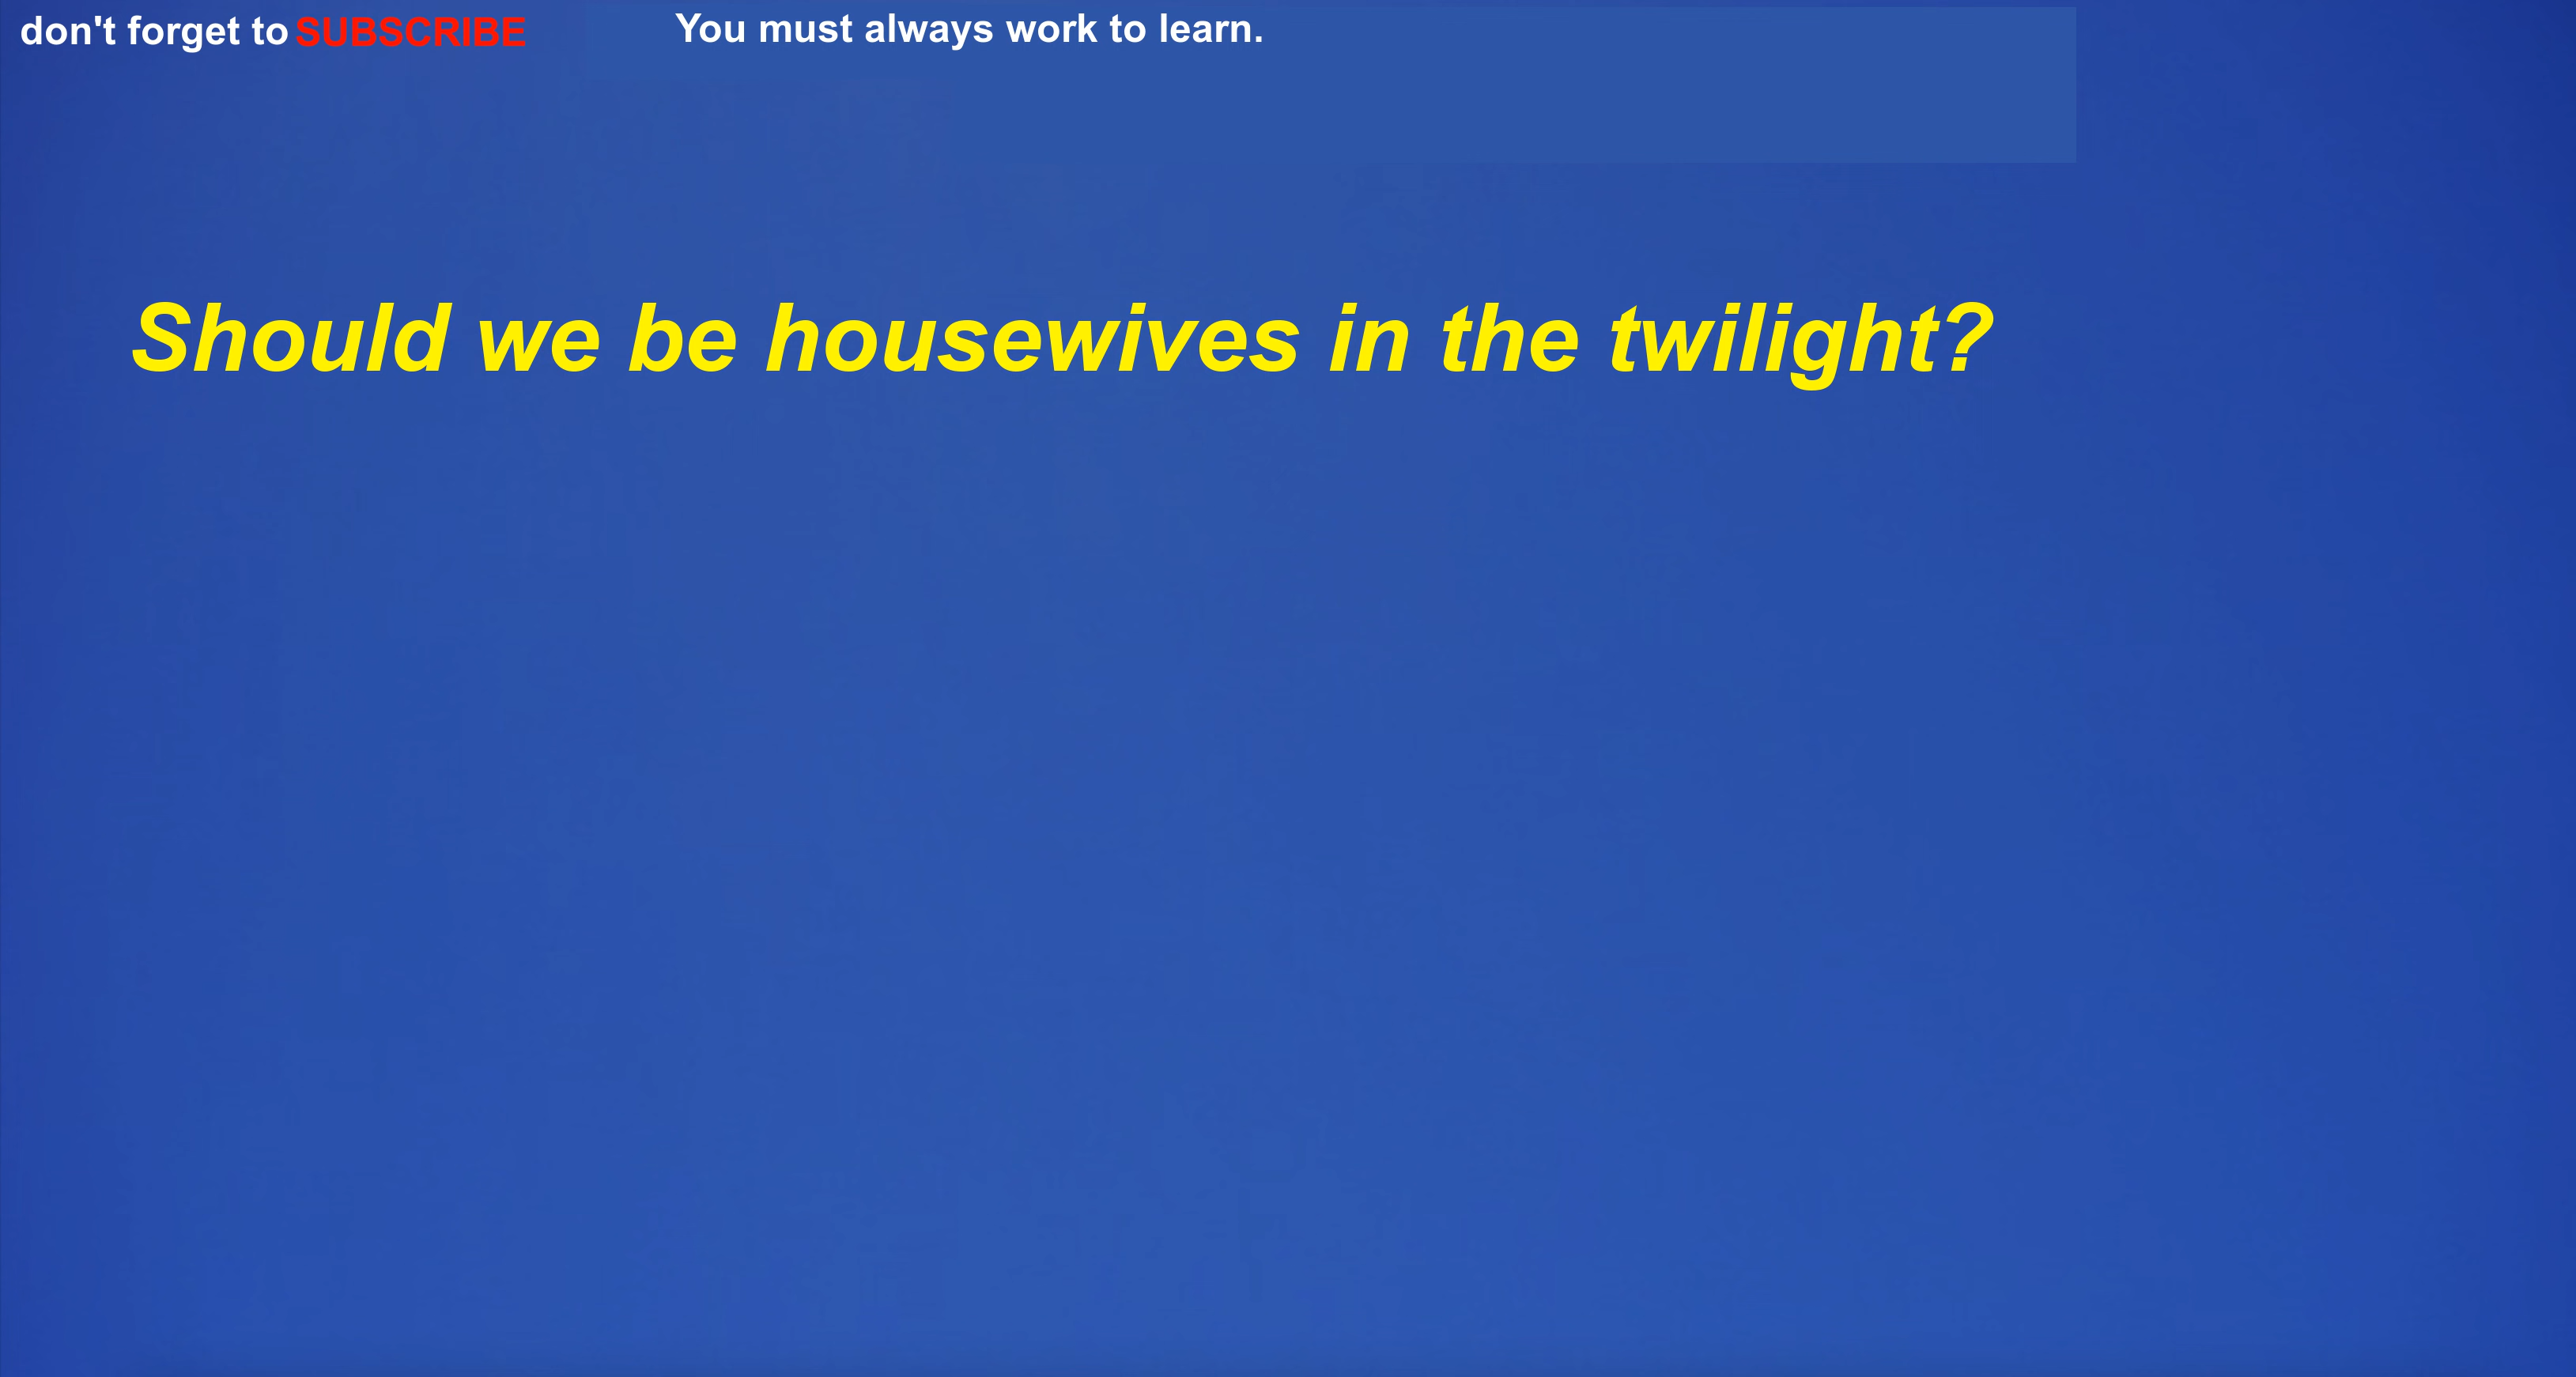 don't forget to SUBSCRIBE
You must always work to learn.
Should we be housewives in the twilight?